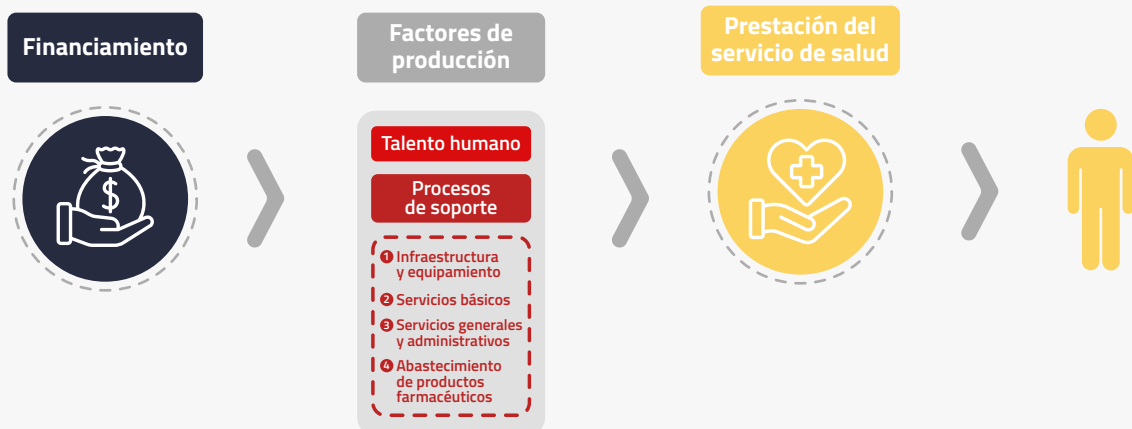 Financiamiento
Factores de
producción
Prestación del
servicio de salud
$
Talento humano
Procesos
de soporte
1 Infraestructura
y equipamiento
2 Servicios básicos
3 Servicios generales
y administrativos
4 Abastecimiento
de productos
farmacéuticos